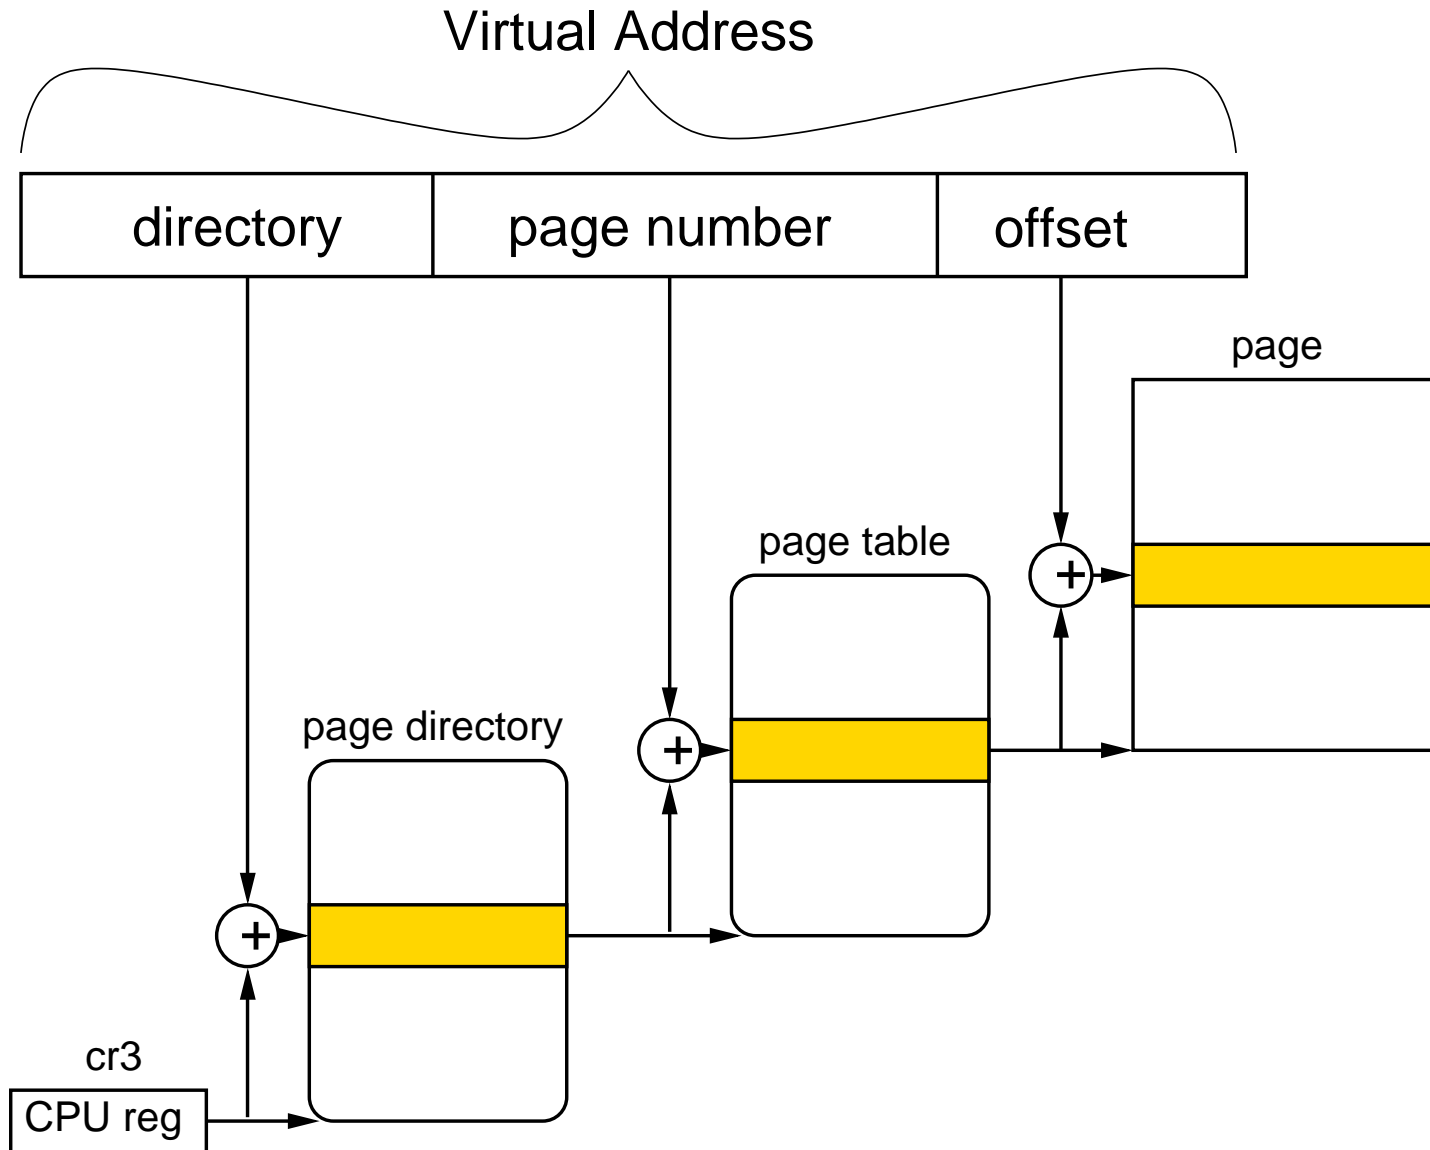 Virtual Address
directory
page number
offset
page
page table
page directory
+
+
+
cr3
CPU reg